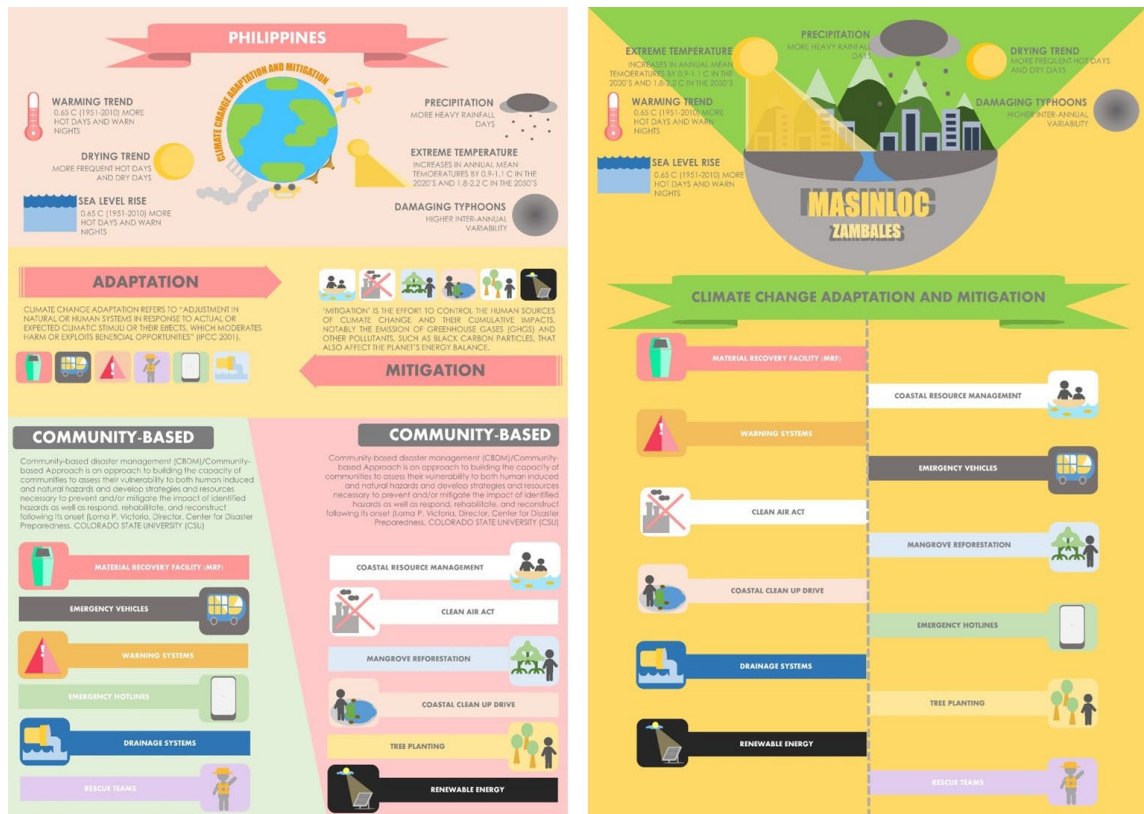 PHILIPPINES
CLIMATE CHANGE ADAPTATION AND MITIGATION
WARMING TREND
0.65 C (1951-2010) MORE
HOT DAYS AND WARN
NIGHTS
DRYING TREND
MORE FREQUENT HOT DAYS
AND DRY DAYS
SEA LEVEL RISE
0.65 C (1951-2010) MORE
HOT DAYS AND WARN
NIGHTS
PRECIPITATION
MORE HEAVY RAINFALL
DAYS
EXTREME TEMPERATURE
INCREASES IN ANNUAL MEAN
TEMOERATURES BY 0.9-1.1 C IN THE
2020'S AND 1.8-2.2 C IN THE 2050'S
DAMAGING TYPHOONS
HIGHER INTER-ANNUAL
VARIABILITY
ADAPTATION
CLIMATE CHANGE ADAPTATION REFERS TO "ADJUSTMENT IN
NATURAL OR HUMAN SYSTEMS IN RESPONSE TO ACTUAL OR
EXPECTED CLIMATIC STIMULI OR THEIR EFFECTS, WHICH MODERATES
HARM OR EXPLOITS BENEFICIAL OPPORTUNITIES" (IPCC 2001).
'MITIGATION' IS THE EFFORT TO CONTROL THE HUMAN SOURCES
OF CLIMATE CHANGE AND THEIR CUMULATIVE IMPACTS,
NOTABLY THE EMISSION OF GREENHOUSE GASES (GHGS) AND
OTHER POLLUTANTS, SUCH AS BLACK CARBON PARTICLES, THAT
ALSO AFFECT THE PLANET'S ENERGY BALANCE.
MITIGATION
COMMUNITY-BASED
Community-based disaster management (CBDM)/Community-
based Approach is an approach to building the capacity of
communities to assess their vulnerability to both human induced
and natural hazards and develop strategies and resources
necessary to prevent and/or mitigate the impact of identified
hazards as well as respond, rehabilitate, and reconstruct
following its onset (Lorna P. Victoria, Director, Center for Disaster
Preparedness, COLORADO STATE UNIVERSITY (CSU)
MATERIAL RECOVERY FACILITY (MRF)
EMERGENCY VEHICLES
WARNING SYSTEMS
EMERGENCY HOTLINES
DRAINAGE SYSTEMS
RESCUE TEAMS
COMMUNITY-BASED
Community-based disaster management (CBDM)/Community-
based Approach is an approach to building the capacity of
communities to assess their vulnerability to both human induced
and natural hazards and develop strategies and resources
necessary to prevent and/or mitigate the impact of identified
hazards as well as respond, rehabilitate, and reconstruct
following its onset (Lorna P. Victoria, Director, Center for Disaster
Preparedness, COLORADO STATE UNIVERSITY (CSU)
COASTAL RESOURCE MANAGEMENT
CLEAN AIR ACT
MANGROVE REFORESTATION
COASTAL CLEAN UP DRIVE
TREE PLANTING
RENEWABLE ENERGY
EXTREME TEMPERATURE
INCREASES IN ANNUAL MEAN
TEMOERATURES BY 0.9-1.1 C IN THE
2020'S AND 1.8-2.2 C IN THE 2050'S
WARMING TREND
0.65 C (1951-2010) MORE
HOT DAYS AND WARN
NIGHTS
SEA LEVEL RISE
0.65 C (1951-2010) MORE
HOT DAYS AND WARN
NIGHTS
PRECIPITATION
MORE HEAVY RAINFALL
DAYS
DRYING TREND
MORE FREQUENT HOT DAYS
AND DRY DAYS
DAMAGING TYPHOONS
HIGHER INTER-ANNUAL
VARIABILITY
MASINLOC
ZAMBALES
CLIMATE CHANGE ADAPTATION AND MITIGATION
MATERIAL RECOVERY FACILITY (MRF)
COASTAL RESOURCE MANAGEMENT
WARNING SYSTEMS
EMERGENCY VEHICLES
CLEAN AIR ACT
MANGROVE REFORESTATION
COASTAL CLEAN UP DRIVE
EMERGENCY HOTLINES
DRAINAGE SYSTEMS
TREE PLANTING
RENEWABLE ENERGY
RESCUE TEAMS